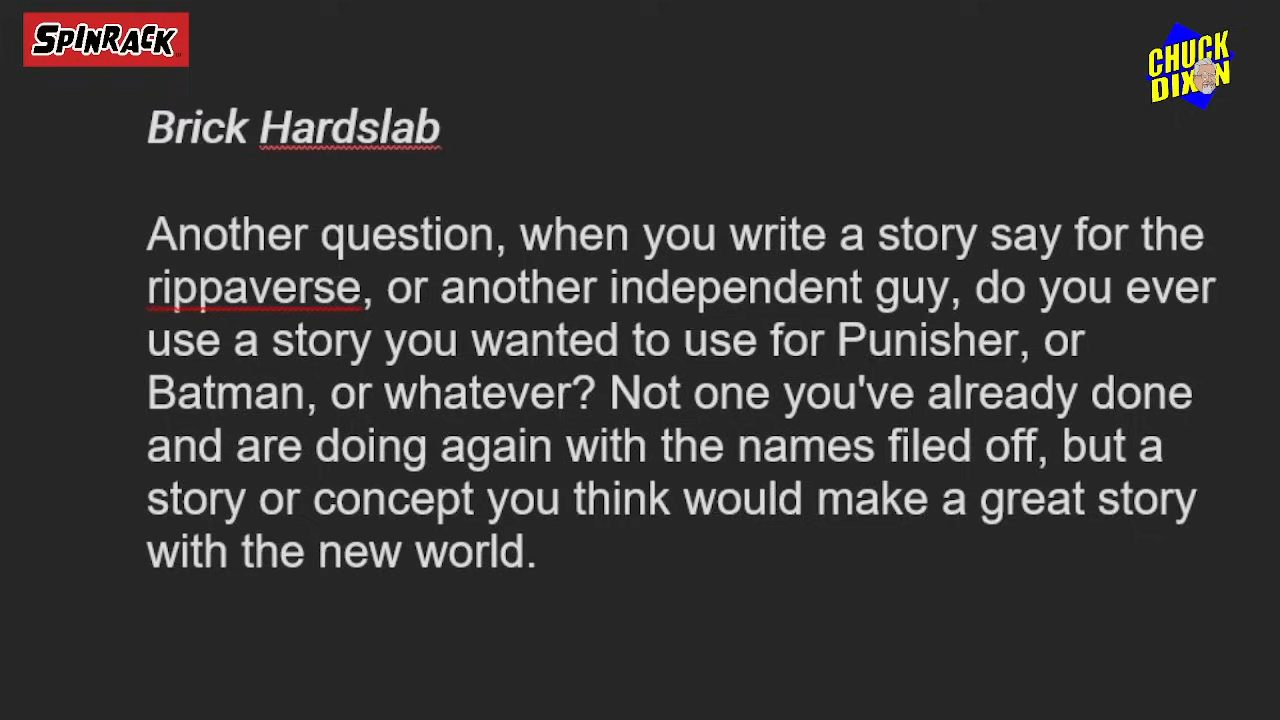 SPINRACK
CHUCK
DIXON
Brick Hardslab
Another question, when you write a story say for the
rippaverse, or another independent guy, do you ever
use a story you wanted to use for Punisher, or
Batman, or whatever? Not one you've already done
and are doing again with the names filed off, but a
story or concept you think would make a great story
with the new world.